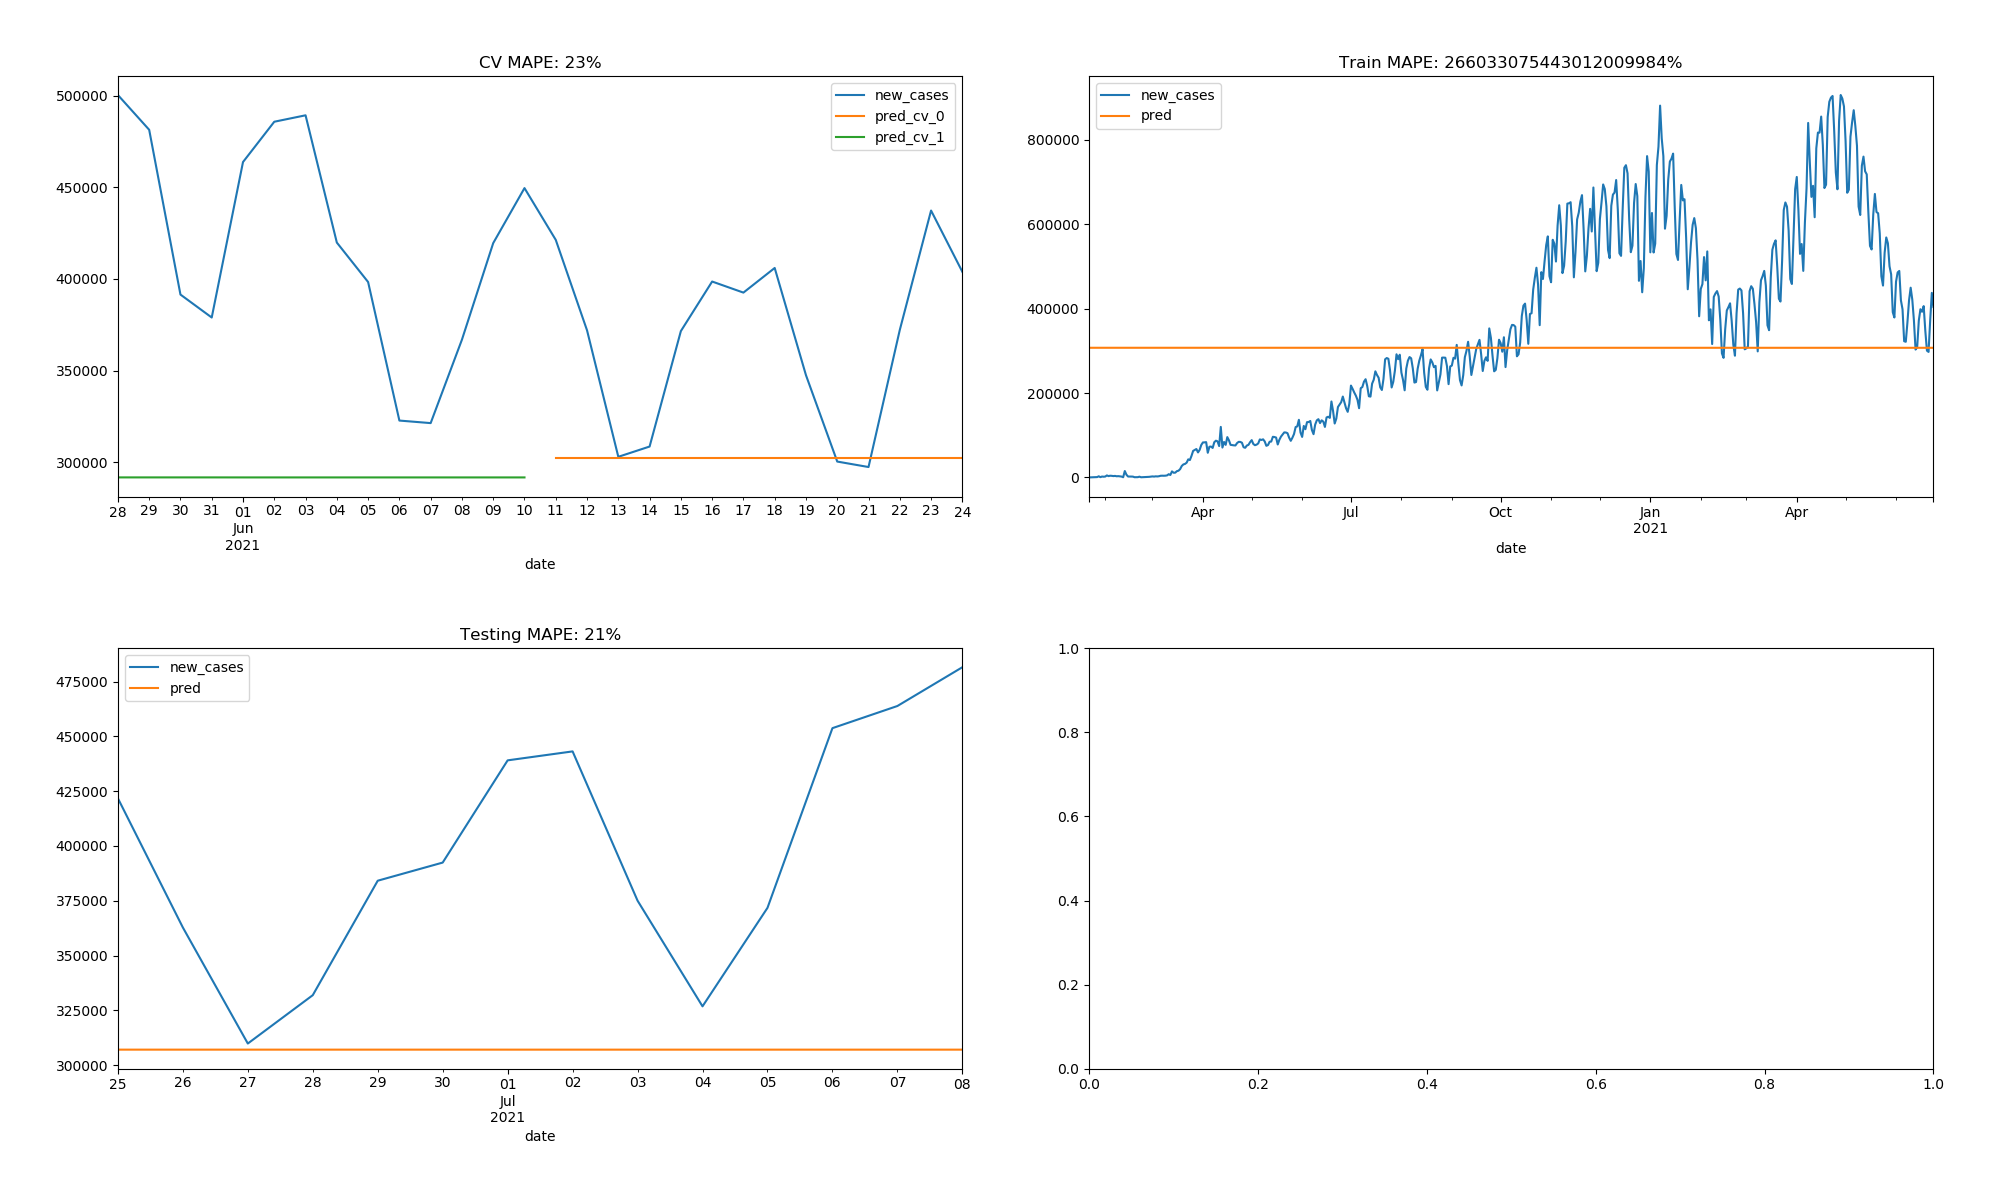 CV MAPE: 23%
500000
450000
400000
350000
300000
new_cases
pred_cv_0
pred_cv_1
28 29 30 31 01 02 03 04 05 06 07 08 09 10 11 12 13 14 15 16 17 18 19 20 21 22 23 24
Jun
2021
date
Train MAPE: 266033075443012009984%
new_cases
pred
800000
600000
400000
200000
0
Apr Jul Oct Jan Apr
2021
date
Testing MAPE: 21%
new_cases
pred
475000
450000
425000
400000
375000
350000
325000
300000
25 26 27 28 29 30 01 02 03 04 05 06 07 08
Jul
2021
date
1.0
0.8
0.6
0.4
0.2
0.0
0.0 0.2 0.4 0.6 0.8 1.0